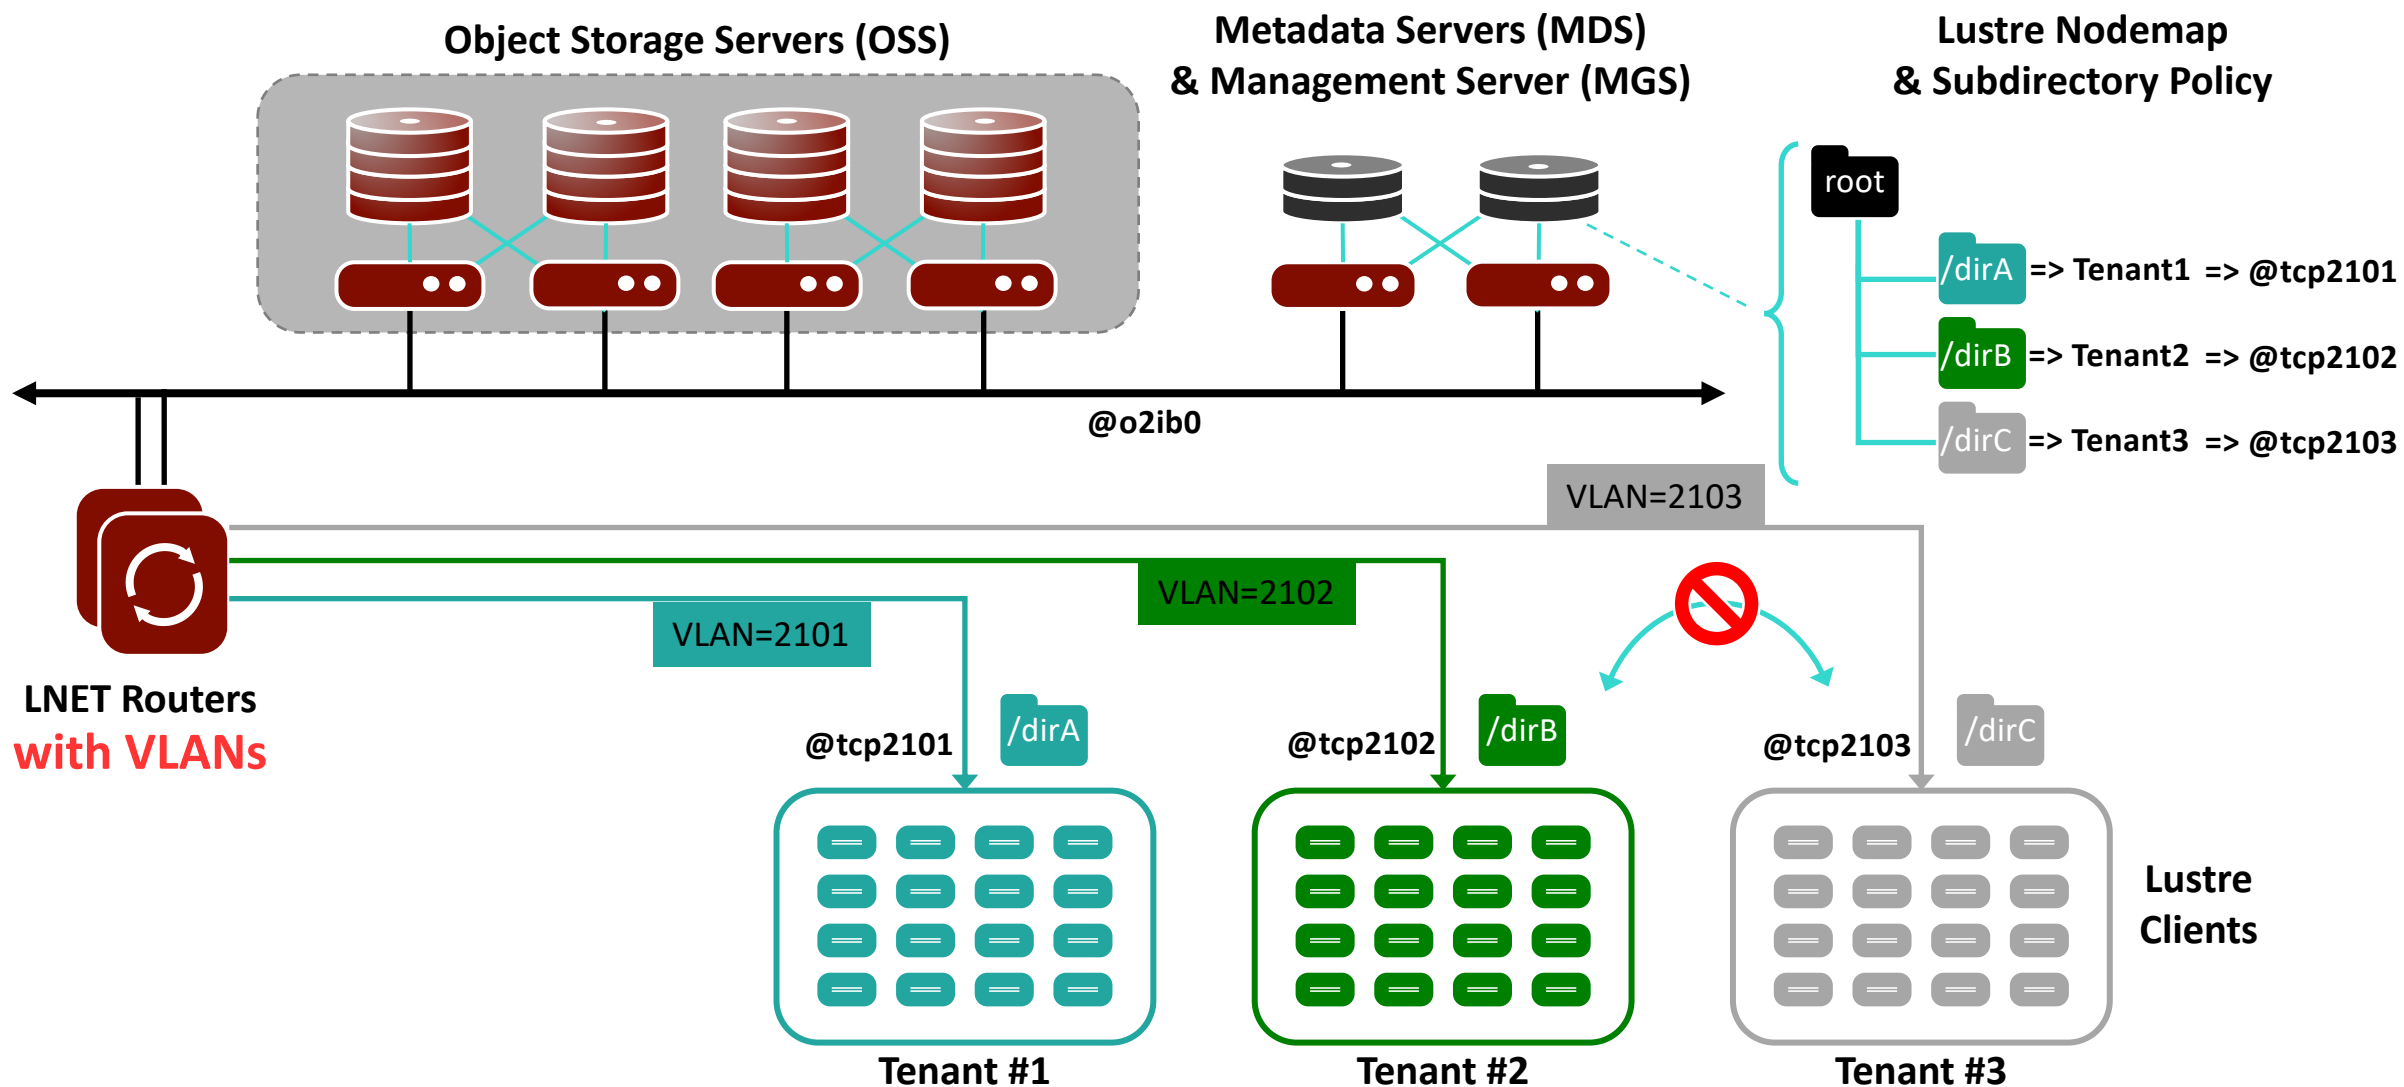 Object Storage Servers (OSS)
Metadata Servers (MDS)
& Management Server (MGS)
Lustre Nodemap
& Subdirectory Policy
root
/dirA => Tenant1 => @tcp2101
/dirB => Tenant2 => @tcp2102
/dirC => Tenant3 => @tcp2103
@o2ib0
VLAN=2103
VLAN=2102
VLAN=2101
LNET Routers
with VLANs
@tcp2101
/dirA
@tcp2102
/dirB
@tcp2103
/dirC
Lustre
Clients
Tenant #1
Tenant #2
Tenant #3